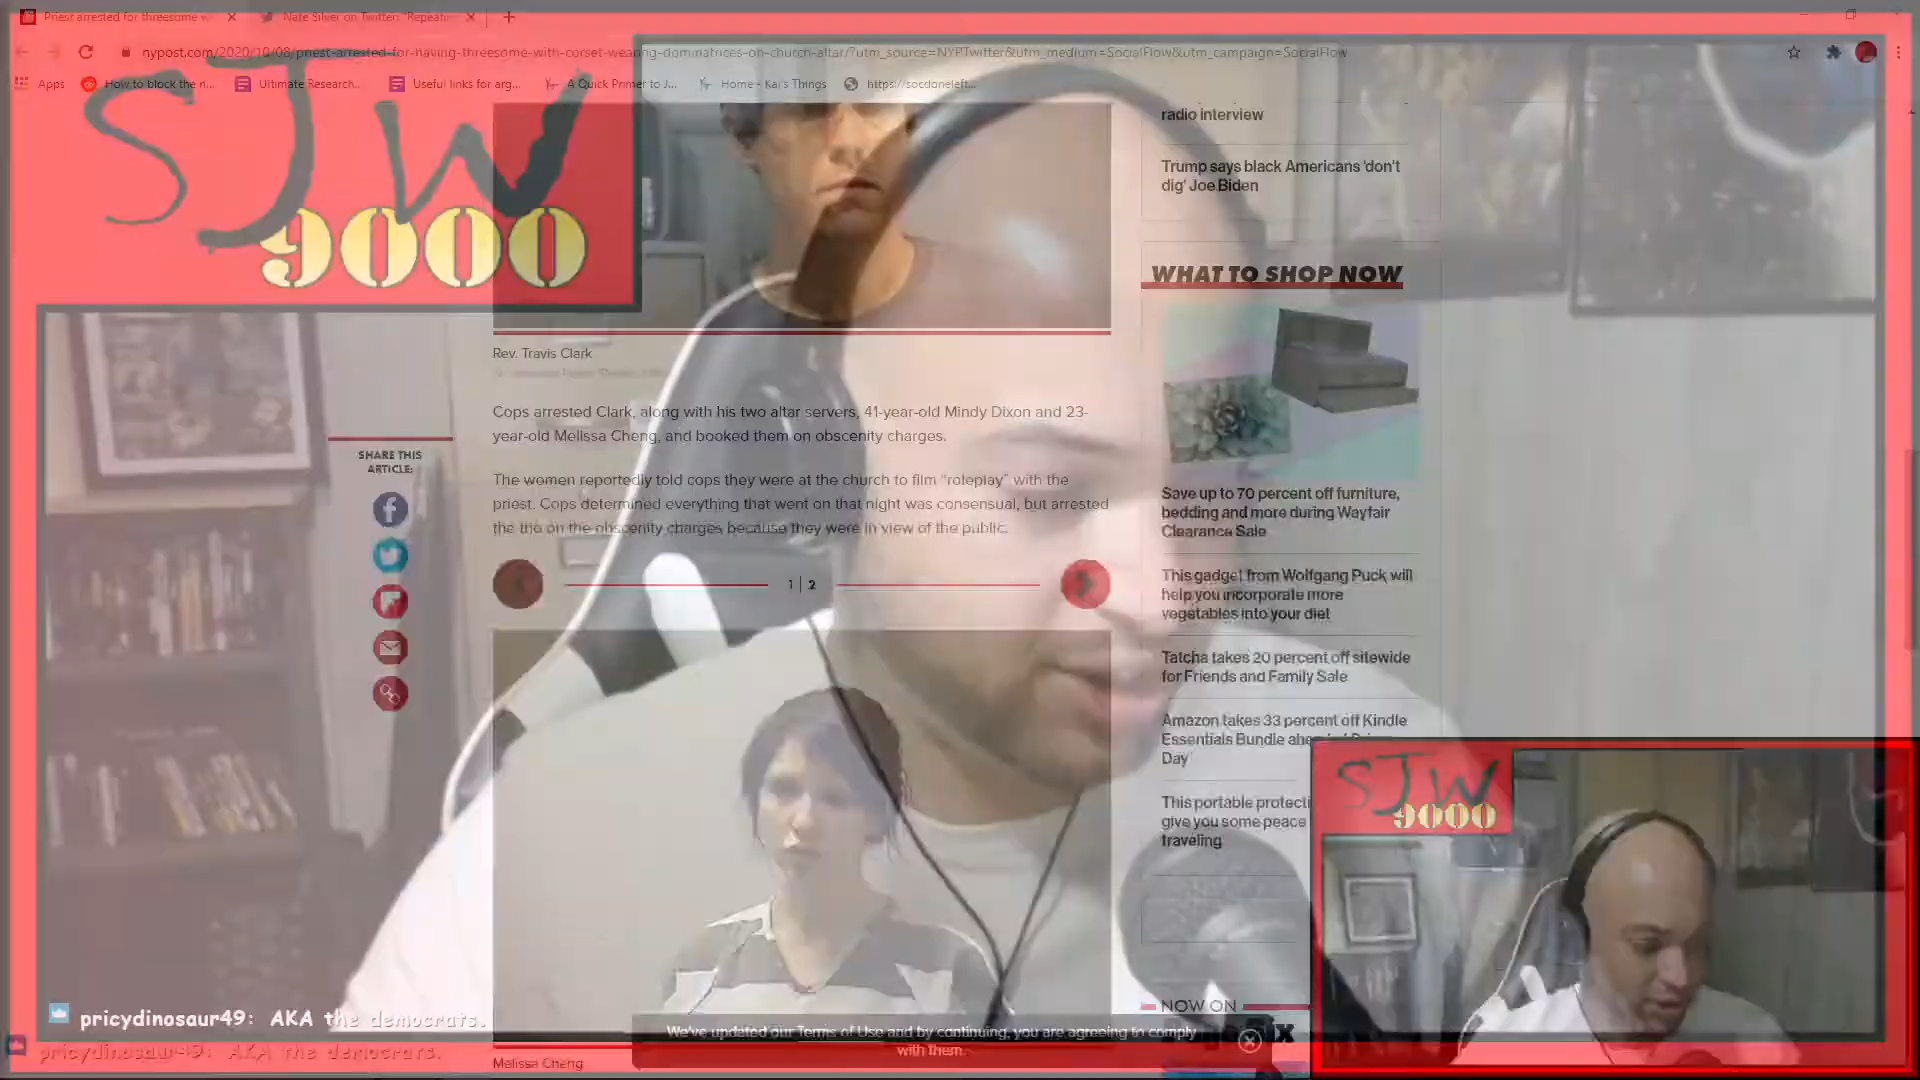 Priest arrested for threesome w
Nate Silver on Twitter: "Repeate
nypost.com/2020/10/08/priest-arrested-for-having-threesome-with-corset-wearing-dominatrices-on-church-altar/?utm_source=NYPTwitter&utm_medium=SocialFlow&utm_campaign=SocialFlow
Apps
How to block the n...
Ultimate Research...
Useful links for arg...
A Quick Primer to J...
Home - Kai's Things
https://socdoneleft...
SJW
9000
radio interview
Trump says black Americans 'don't
dig' Joe Biden
WHAT TO SHOP NOW
Rev. Travis Clark
Cops arrested Clark, along with his two altar servers, 41-year-old Mindy Dixon and 23-
year-old Melissa Cheng, and booked them on obscenity charges.
SHARE THIS
ARTICLE:
The women reportedly told cops they were at the church to film "roleplay" with the
priest. Cops determined everything that went on that night was consensual, but arrested
the trio on the obscenity charges because they were in view of the public.
1 | 2
Save up to 70 percent off furniture,
bedding and more during Wayfair
Clearance Sale
This gadget from Wolfgang Puck will
help you incorporate more
vegetables into your diet
Tatcha takes 20 percent off sitewide
for Friends and Family Sale
Amazon takes 33 percent off Kindle
Essentials Bundle
Day
This portable
give you some peace
traveling
SJW
9000
NOW ON
pricydinosaur49: AKA the democrats.
pricydinosaur49: AKA the democrats.
We've updated our Terms of Use and by continuing, you are agreeing to comply
with them.
Melissa Cheng